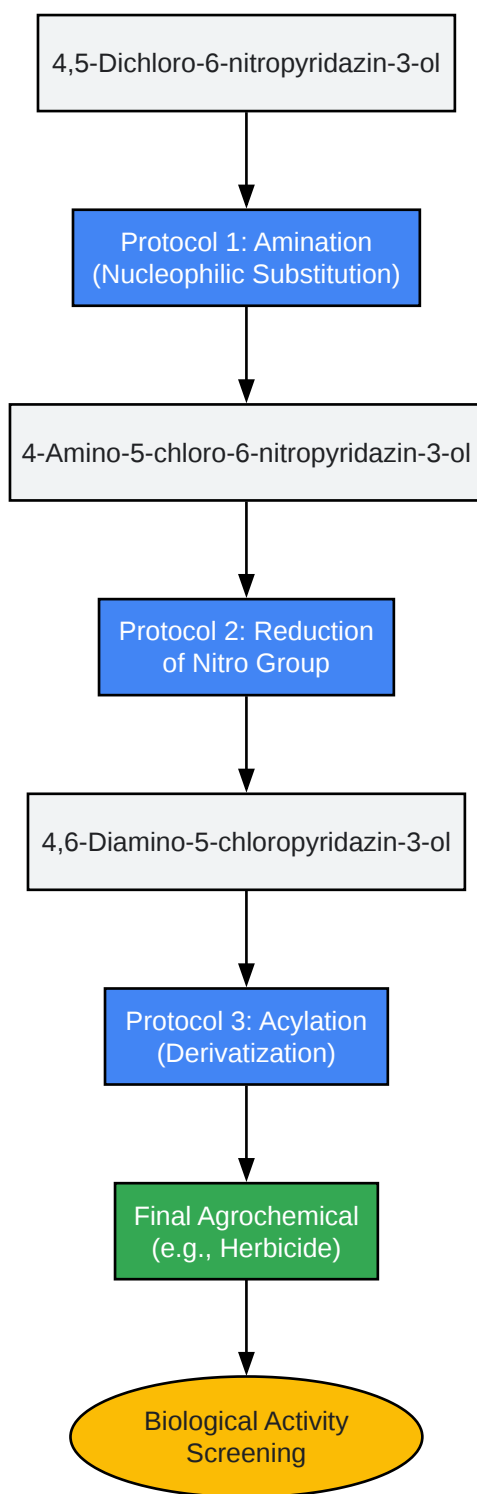 4,5-Dichloro-6-nitropyridazin-3-ol
Protocol 1: Amination
(Nucleophilic Substitution)
4-Amino-5-chloro-6-nitropyridazin-3-ol
Protocol 2: Reduction
of Nitro Group
4,6-Diamino-5-chloropyridazin-3-ol
Protocol 3: Acylation
(Derivatization)
Final Agrochemical
(e.g., Herbicide)
Biological Activity
Screening